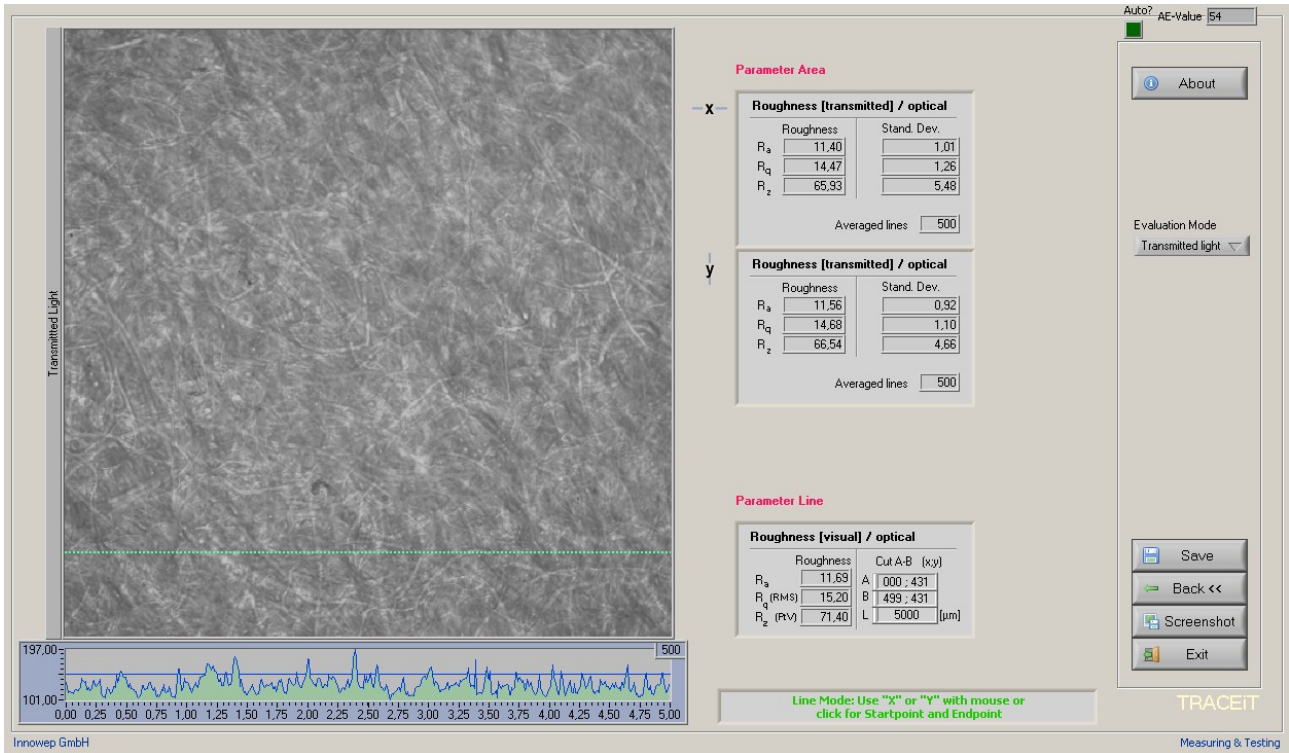 Auto? AE-Value 54
Parameter Area
About
x
Roughness [transmitted] / optical
Roughness Stand. Dev.
Ra 11,40 1,01
Rq 14,47 1,26
Rz 65,93 5,48
Averaged lines 500
Evaluation Mode
Transmitted light
y
Roughness [transmitted] / optical
Roughness Stand. Dev.
Ra 11,56 0,92
Rq 14,68 1,10
Rz 66,54 4,66
Averaged lines 500
Transmitted Light
Parameter Line
Roughness [visual] / optical
Roughness Cut A-B (x;y)
Ra 11,69 A 000 ; 431
Rq (RMS) 15,20 B 499 ; 431
Rz (PtV) 71,40 L 5000 [µm]
Save
Back <<
Screenshot
Exit
197,00 500
101,00
0,00 0,25 0,50 0,75 1,00 1,25 1,50 1,75 2,00 2,25 2,50 2,75 3,00 3,25 3,50 3,75 4,00 4,25 4,50 4,75 5,00
Line Mode: Use "X" or "Y" with mouse or
click for Startpoint and Endpoint
TRACEiT
Innowep GmbH
Measuring & Testing